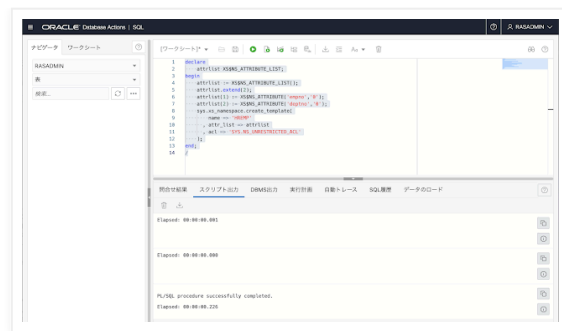 ORACLE Database Actions | SQL
RASADMIN
ナビゲータ ワークシート
RASADMIN
表
検索...
[ワークシート]*
Aa
1 declare
2 attrlist XS$NS_ATTRIBUTE_LIST;
3 begin
4 attrlist := XS$NS_ATTRIBUTE_LIST();
5 attrlist.extend(2);
6 attrlist(1) := XS$NS_ATTRIBUTE('empno','0');
7 attrlist(2) := XS$NS_ATTRIBUTE('deptno','0');
8 sys.xs_namespace.create_template(
9 name => 'HREMP'
10 , attr_list => attrlist
11 , acl => 'SYS.NS_UNRESTRICTED_ACL'
12 );
13 end;
14 /
問合せ結果 スクリプト出力 DBMS出力 実行計画 自動トレース SQL履歴 データのロード
Elapsed: 00:00:00.001
Elapsed: 00:00:00.000
PL/SQL procedure successfully completed.
Elapsed: 00:00:00.226